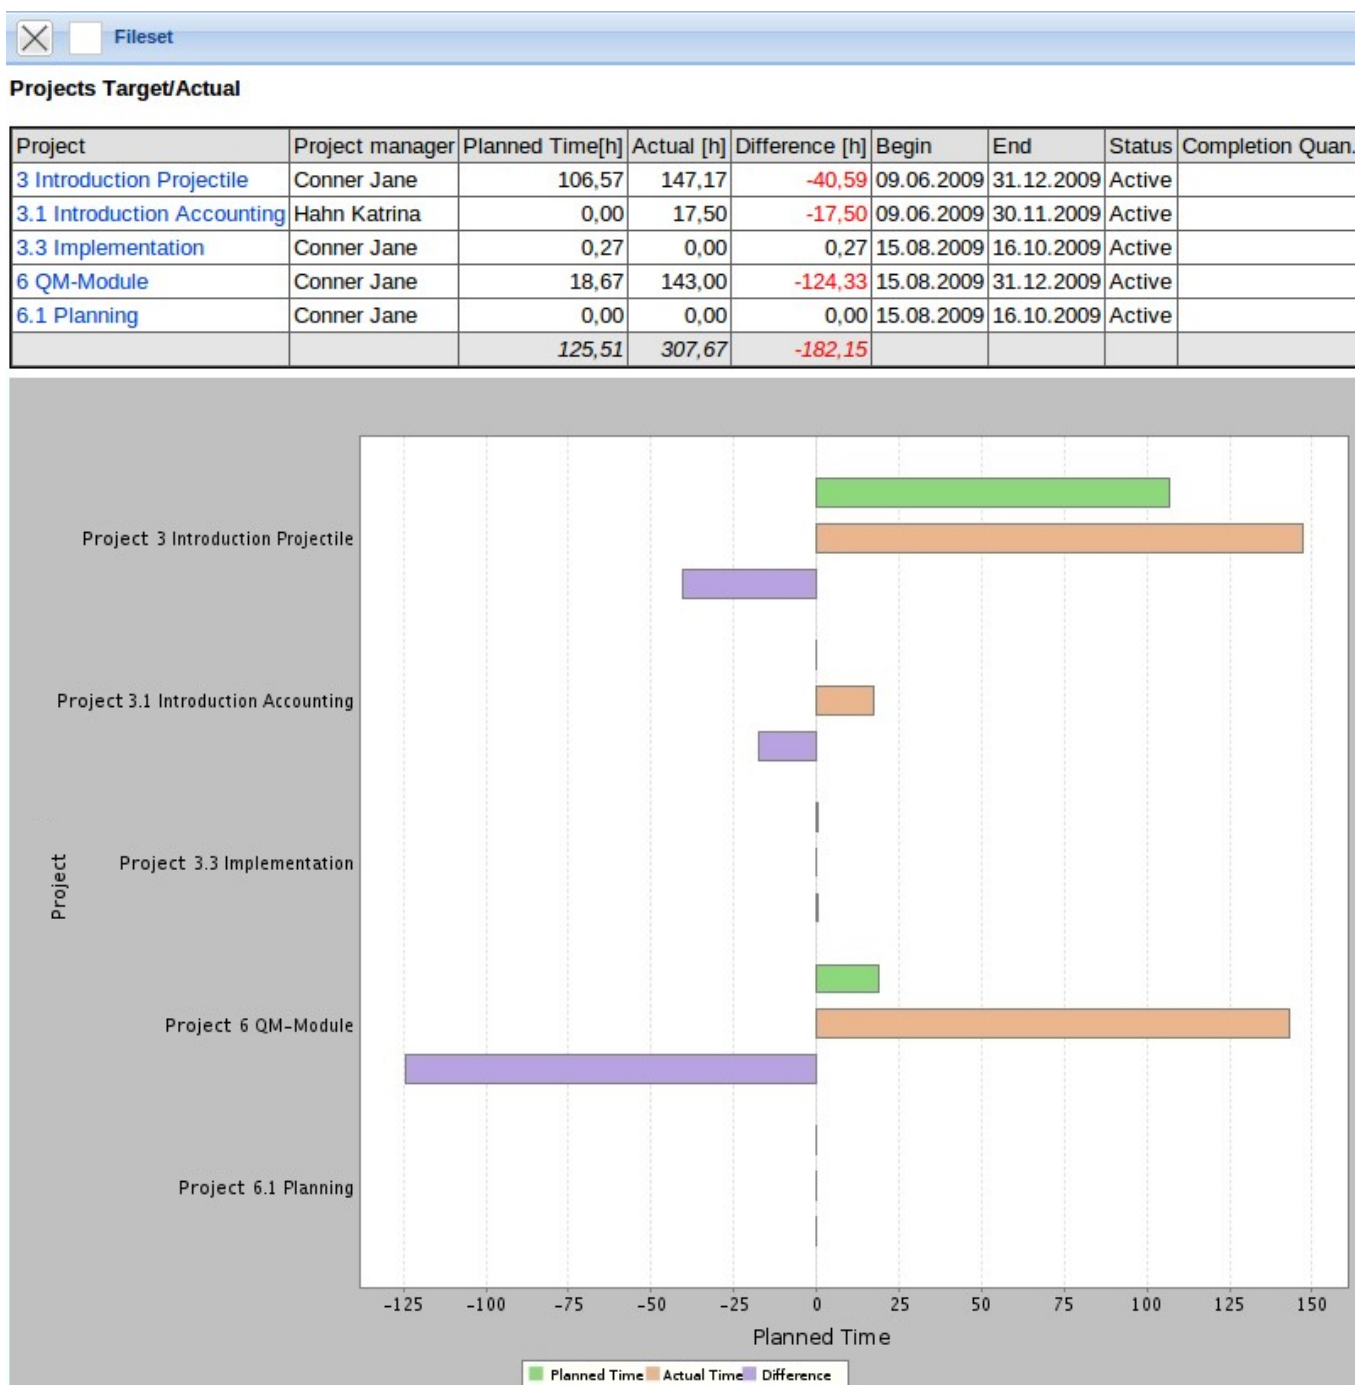 Fileset
Projects Target/Actual
Project Project manager Planned Time[h] Actual [h] Difference [h] Begin End Status Completion Quan.
3 Introduction Projectile Conner Jane 106,57 147,17 -40,59 09.06.2009 31.12.2009 Active
3.1 Introduction Accounting Hahn Katrina 0,00 17,50 -17,50 09.06.2009 30.11.2009 Active
3.3 Implementation Conner Jane 0,27 0,00 0,27 15.08.2009 16.10.2009 Active
6 QM-Module Conner Jane 18,67 143,00 -124,33 15.08.2009 31.12.2009 Active
6.1 Planning Conner Jane 0,00 0,00 0,00 15.08.2009 16.10.2009 Active
125,51 307,67 -182,15
Project 3 Introduction Projectile
Project 3.1 Introduction Accounting
Project 3.3 Implementation
Project
Project 6 QM-Module
Project 6.1 Planning
-125 -100 -75 -50 -25 0 25 50 75 100 125 150
Planned Time
Planned Time Actual Time Difference